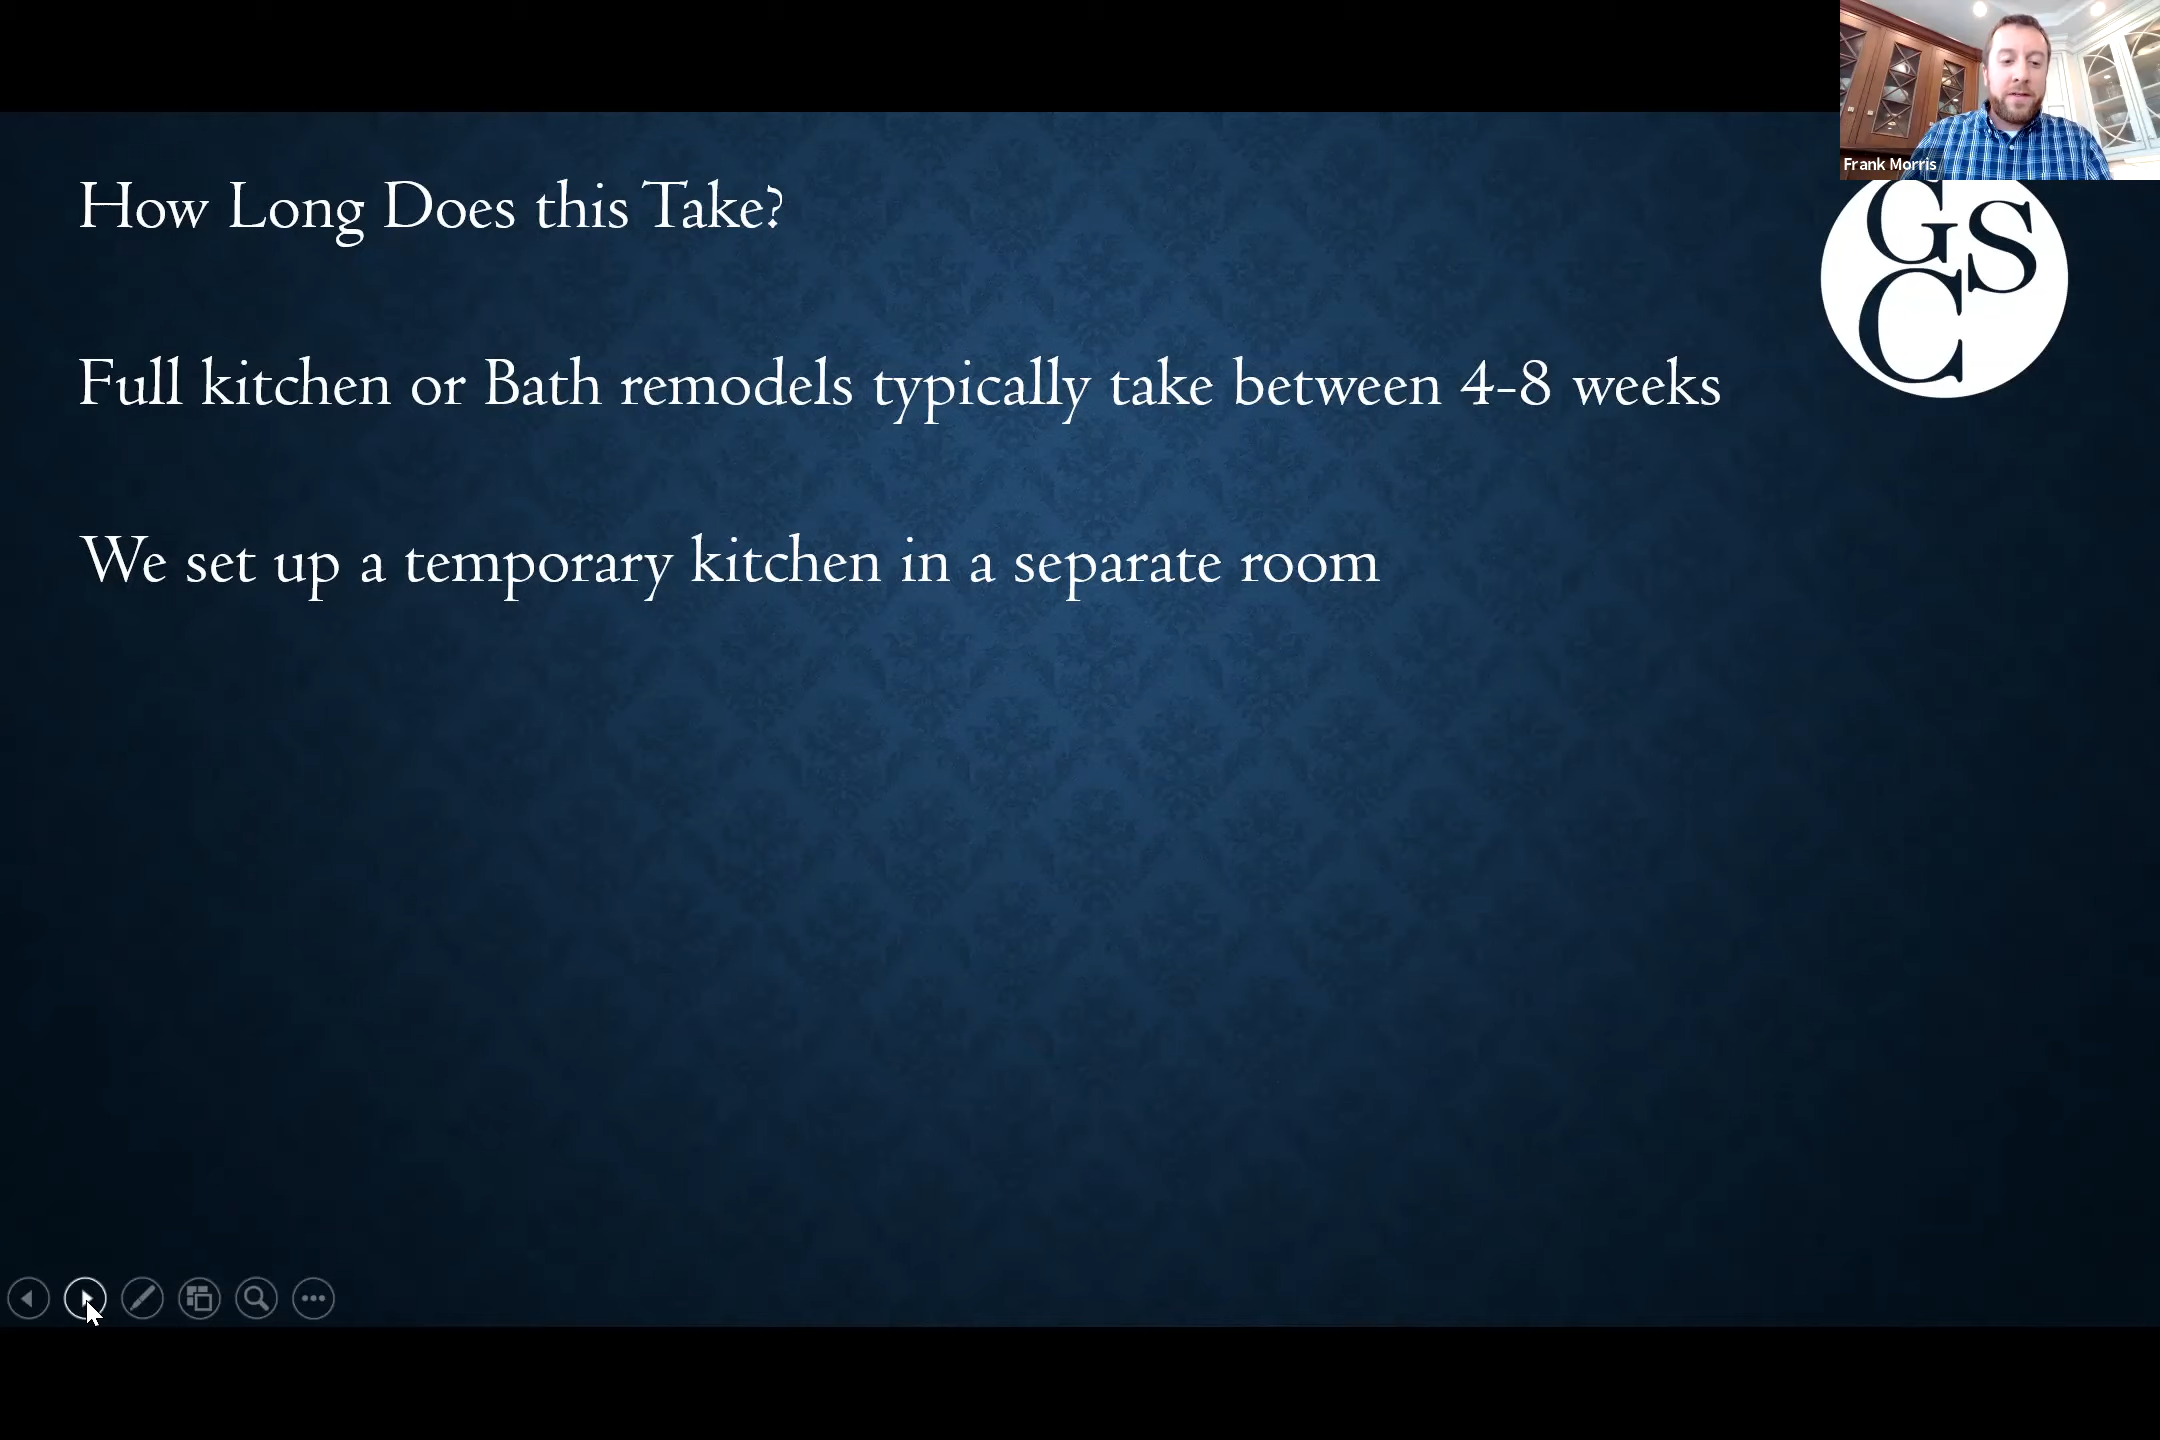 Frank Morris
How Long Does this Take?
GSC
Full kitchen or Bath remodels typically take between 4-8 weeks
We set up a temporary kitchen in a separate room